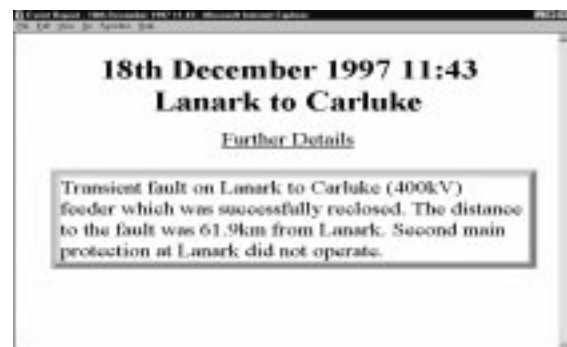 18th December 1997 11:43
Lanark to Carluke
Further Details
Transient fault on Lanark to Carluke (400kV)
feeder which was successfully reclosed. The distance
to the fault was 61.9km from Lanark. Second main
protection at Lanark did not operate.